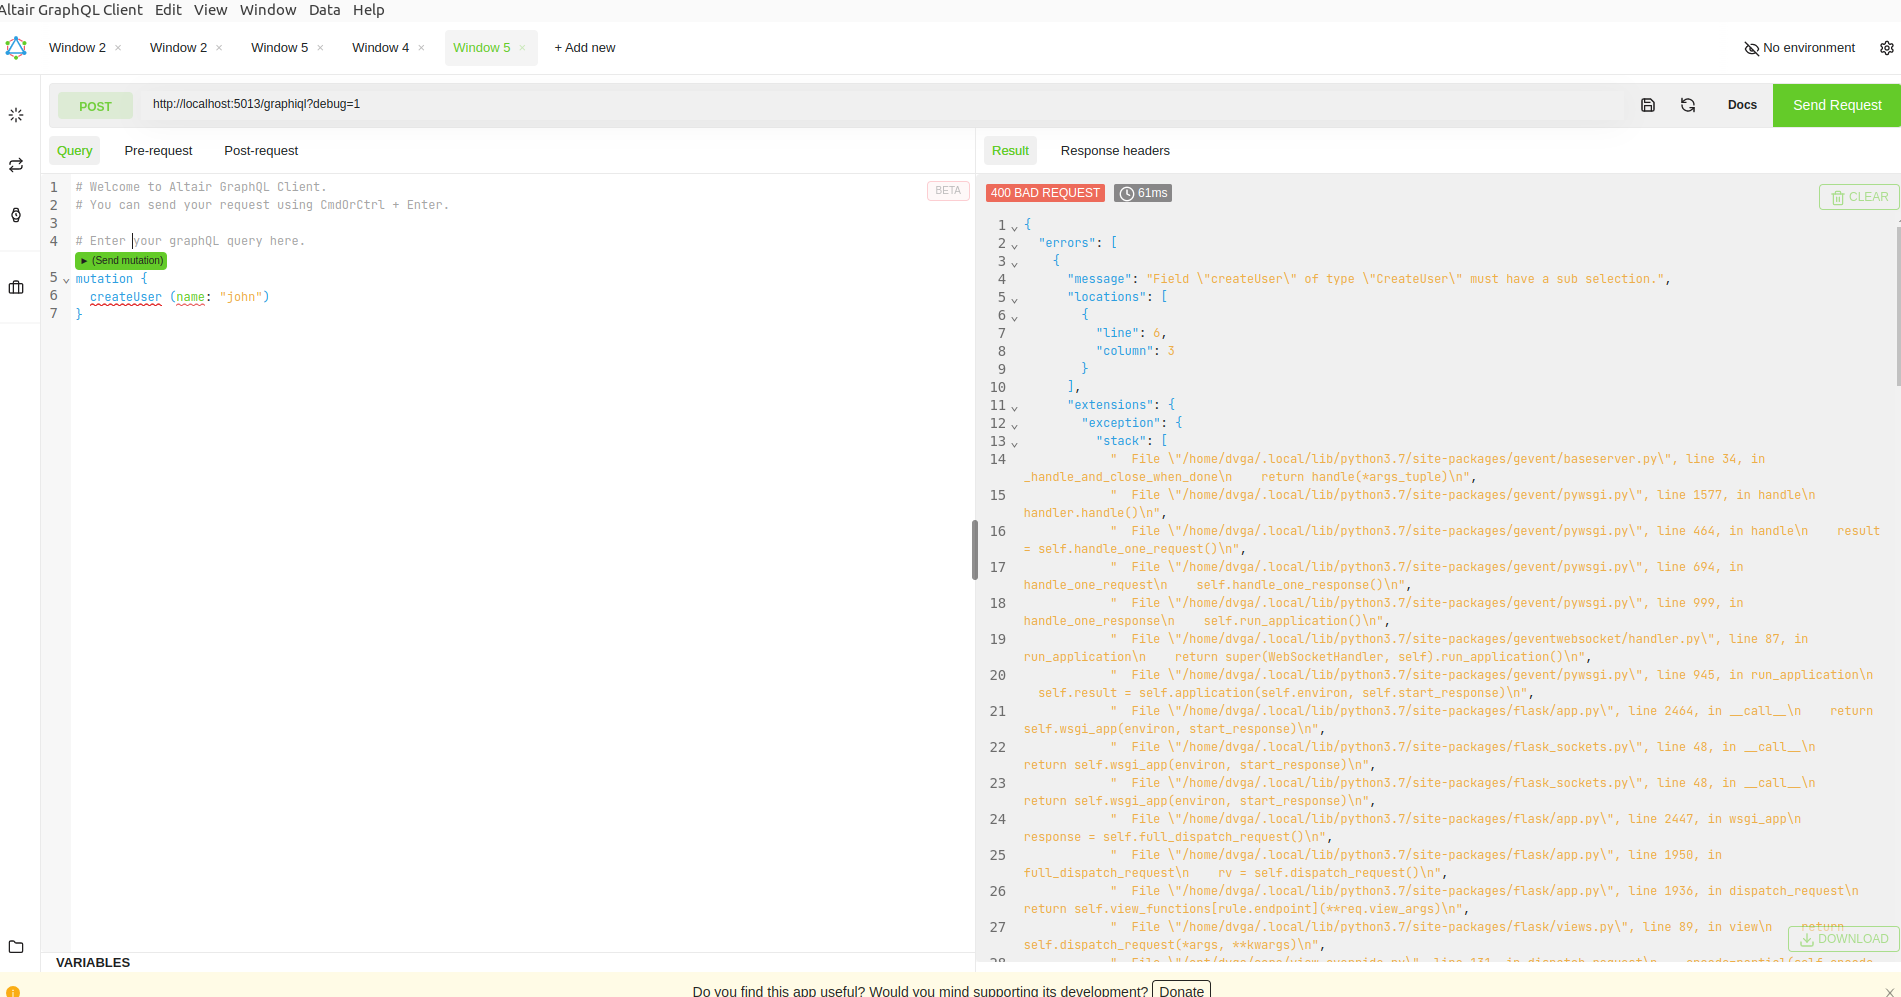 Altair GraphQL Client Edit View Window Data Help
Window 2 × Window 2 × Window 5 × Window 4 × Window 5 × + Add new No environment
POST http://localhost:5013/graphiql?debug=1 Docs Send Request
Query Pre-request Post-request Result Response headers
BETA
1 # Welcome to Altair GraphQL Client.
2 # You can send your request using CmdOrCtrl + Enter.
3
4 # Enter your graphQL query here.
► (Send mutation)
5 mutation {
6 createUser (name: "john")
7 }
VARIABLES
400 BAD REQUEST 61ms CLEAR
1 {
2 "errors": [
3 {
4 "message": "Field \"createUser\" of type \"CreateUser\" must have a sub selection.",
5 "locations": [
6 {
7 "line": 6,
8 "column": 3
9 }
10 ],
11 "extensions": {
12 "exception": {
13 "stack": [
14 "  File \"/home/dvga/.local/lib/python3.7/site-packages/gevent/baseserver.py\", line 34, in
_handle_and_close_when_done\n    return handle(*args_tuple)\n",
15 "  File \"/home/dvga/.local/lib/python3.7/site-packages/gevent/pywsgi.py\", line 1577, in handle\n
handler.handle()\n",
16 "  File \"/home/dvga/.local/lib/python3.7/site-packages/gevent/pywsgi.py\", line 464, in handle\n    result
= self.handle_one_request()\n",
17 "  File \"/home/dvga/.local/lib/python3.7/site-packages/gevent/pywsgi.py\", line 694, in
handle_one_request\n    self.handle_one_response()\n",
18 "  File \"/home/dvga/.local/lib/python3.7/site-packages/gevent/pywsgi.py\", line 999, in
handle_one_response\n    self.run_application()\n",
19 "  File \"/home/dvga/.local/lib/python3.7/site-packages/geventwebsocket/handler.py\", line 87, in
run_application\n    return super(WebSocketHandler, self).run_application()\n",
20 "  File \"/home/dvga/.local/lib/python3.7/site-packages/gevent/pywsgi.py\", line 945, in run_application\n
self.result = self.application(self.environ, self.start_response)\n",
21 "  File \"/home/dvga/.local/lib/python3.7/site-packages/flask/app.py\", line 2464, in __call__\n    return
self.wsgi_app(environ, start_response)\n",
22 "  File \"/home/dvga/.local/lib/python3.7/site-packages/flask_sockets.py\", line 48, in __call__\n
return self.wsgi_app(environ, start_response)\n",
23 "  File \"/home/dvga/.local/lib/python3.7/site-packages/flask_sockets.py\", line 48, in __call__\n
return self.wsgi_app(environ, start_response)\n",
24 "  File \"/home/dvga/.local/lib/python3.7/site-packages/flask/app.py\", line 2447, in wsgi_app\n
response = self.full_dispatch_request()\n",
25 "  File \"/home/dvga/.local/lib/python3.7/site-packages/flask/app.py\", line 1950, in
full_dispatch_request\n    rv = self.dispatch_request()\n",
26 "  File \"/home/dvga/.local/lib/python3.7/site-packages/flask/app.py\", line 1936, in dispatch_request\n
return self.view_functions[rule.endpoint](**req.view_args)\n",
27 "  File \"/home/dvga/.local/lib/python3.7/site-packages/flask/views.py\", line 89, in view\n    return
self.dispatch_request(*args, **kwargs)\n",
DOWNLOAD
Do you find this app useful? Would you mind supporting its development? Donate